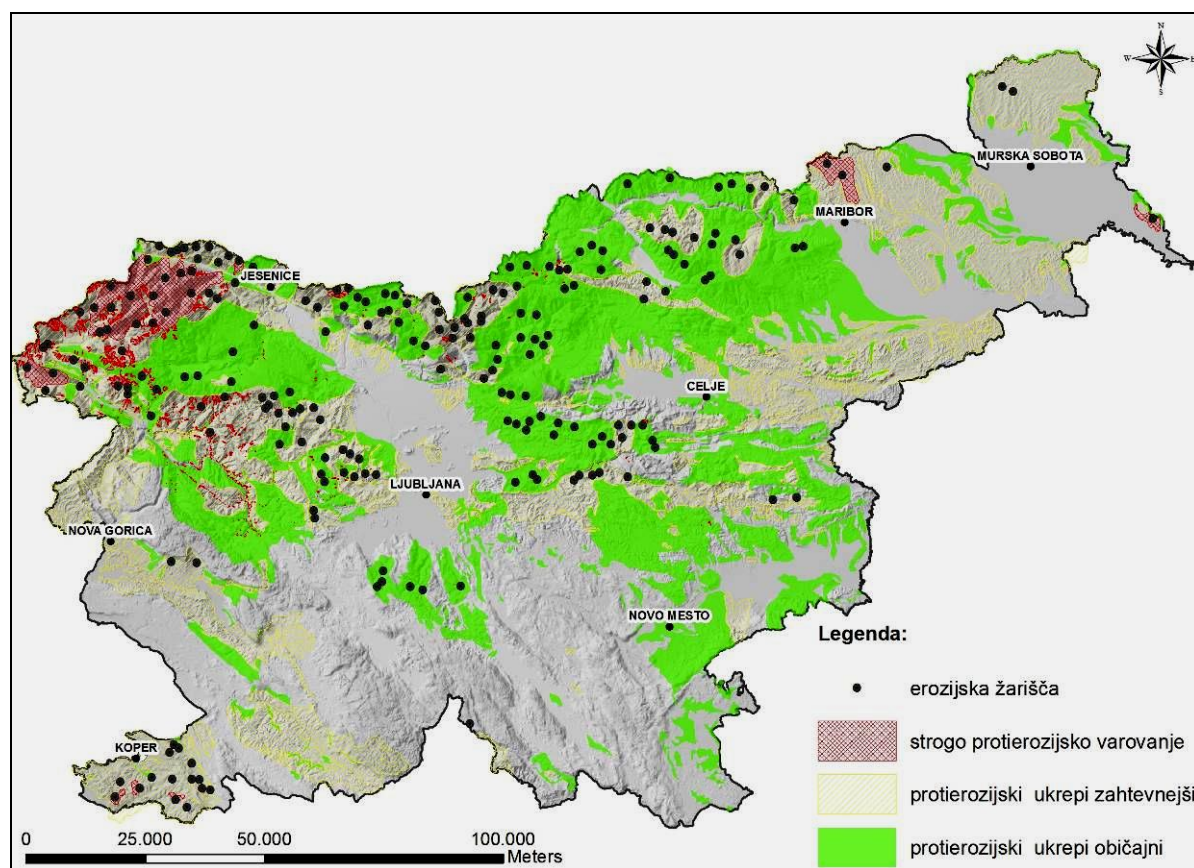 N
W E
S
MURSKA SOBOTA
MARIBOR
JESENICE
CELJE
LJUBLJANA
NOVA GORICA
NOVO MESTO
KOPER
Legenda:
erozijska žarišča
strogo protierozijsko varovanje
protierozijski ukrepi zahtevnejši
protierozijski ukrepi običajni
0 25.000 50.000 100.000
Meters